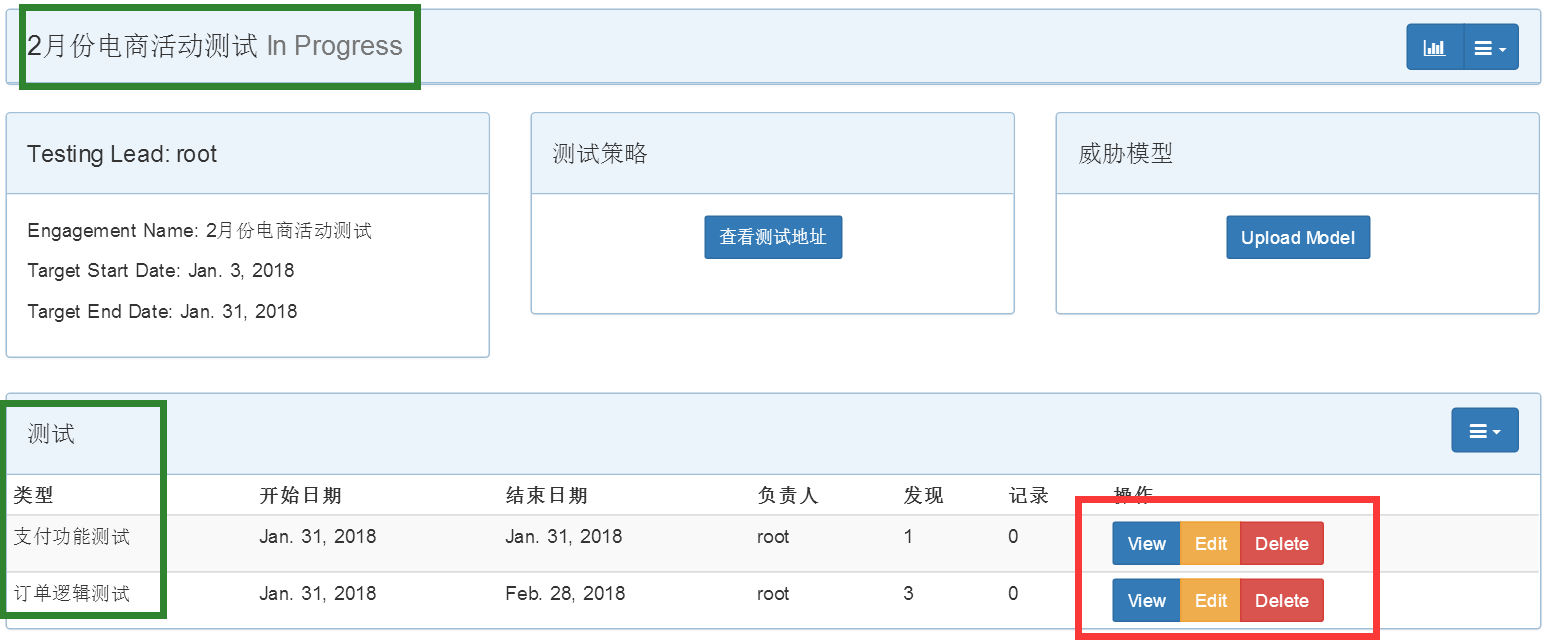 2月份电商活动测试 In Progress
Testing Lead: root
Engagement Name: 2月份电商活动测试
Target Start Date: Jan. 3, 2018
Target End Date: Jan. 31, 2018
测试策略
查看测试地址
威胁模型
Upload Model
测试
类型 开始日期 结束日期 负责人 发现 记录 操作
支付功能测试 Jan. 31, 2018 Jan. 31, 2018 root 1 0 View Edit Delete
订单逻辑测试 Jan. 31, 2018 Feb. 28, 2018 root 3 0 View Edit Delete